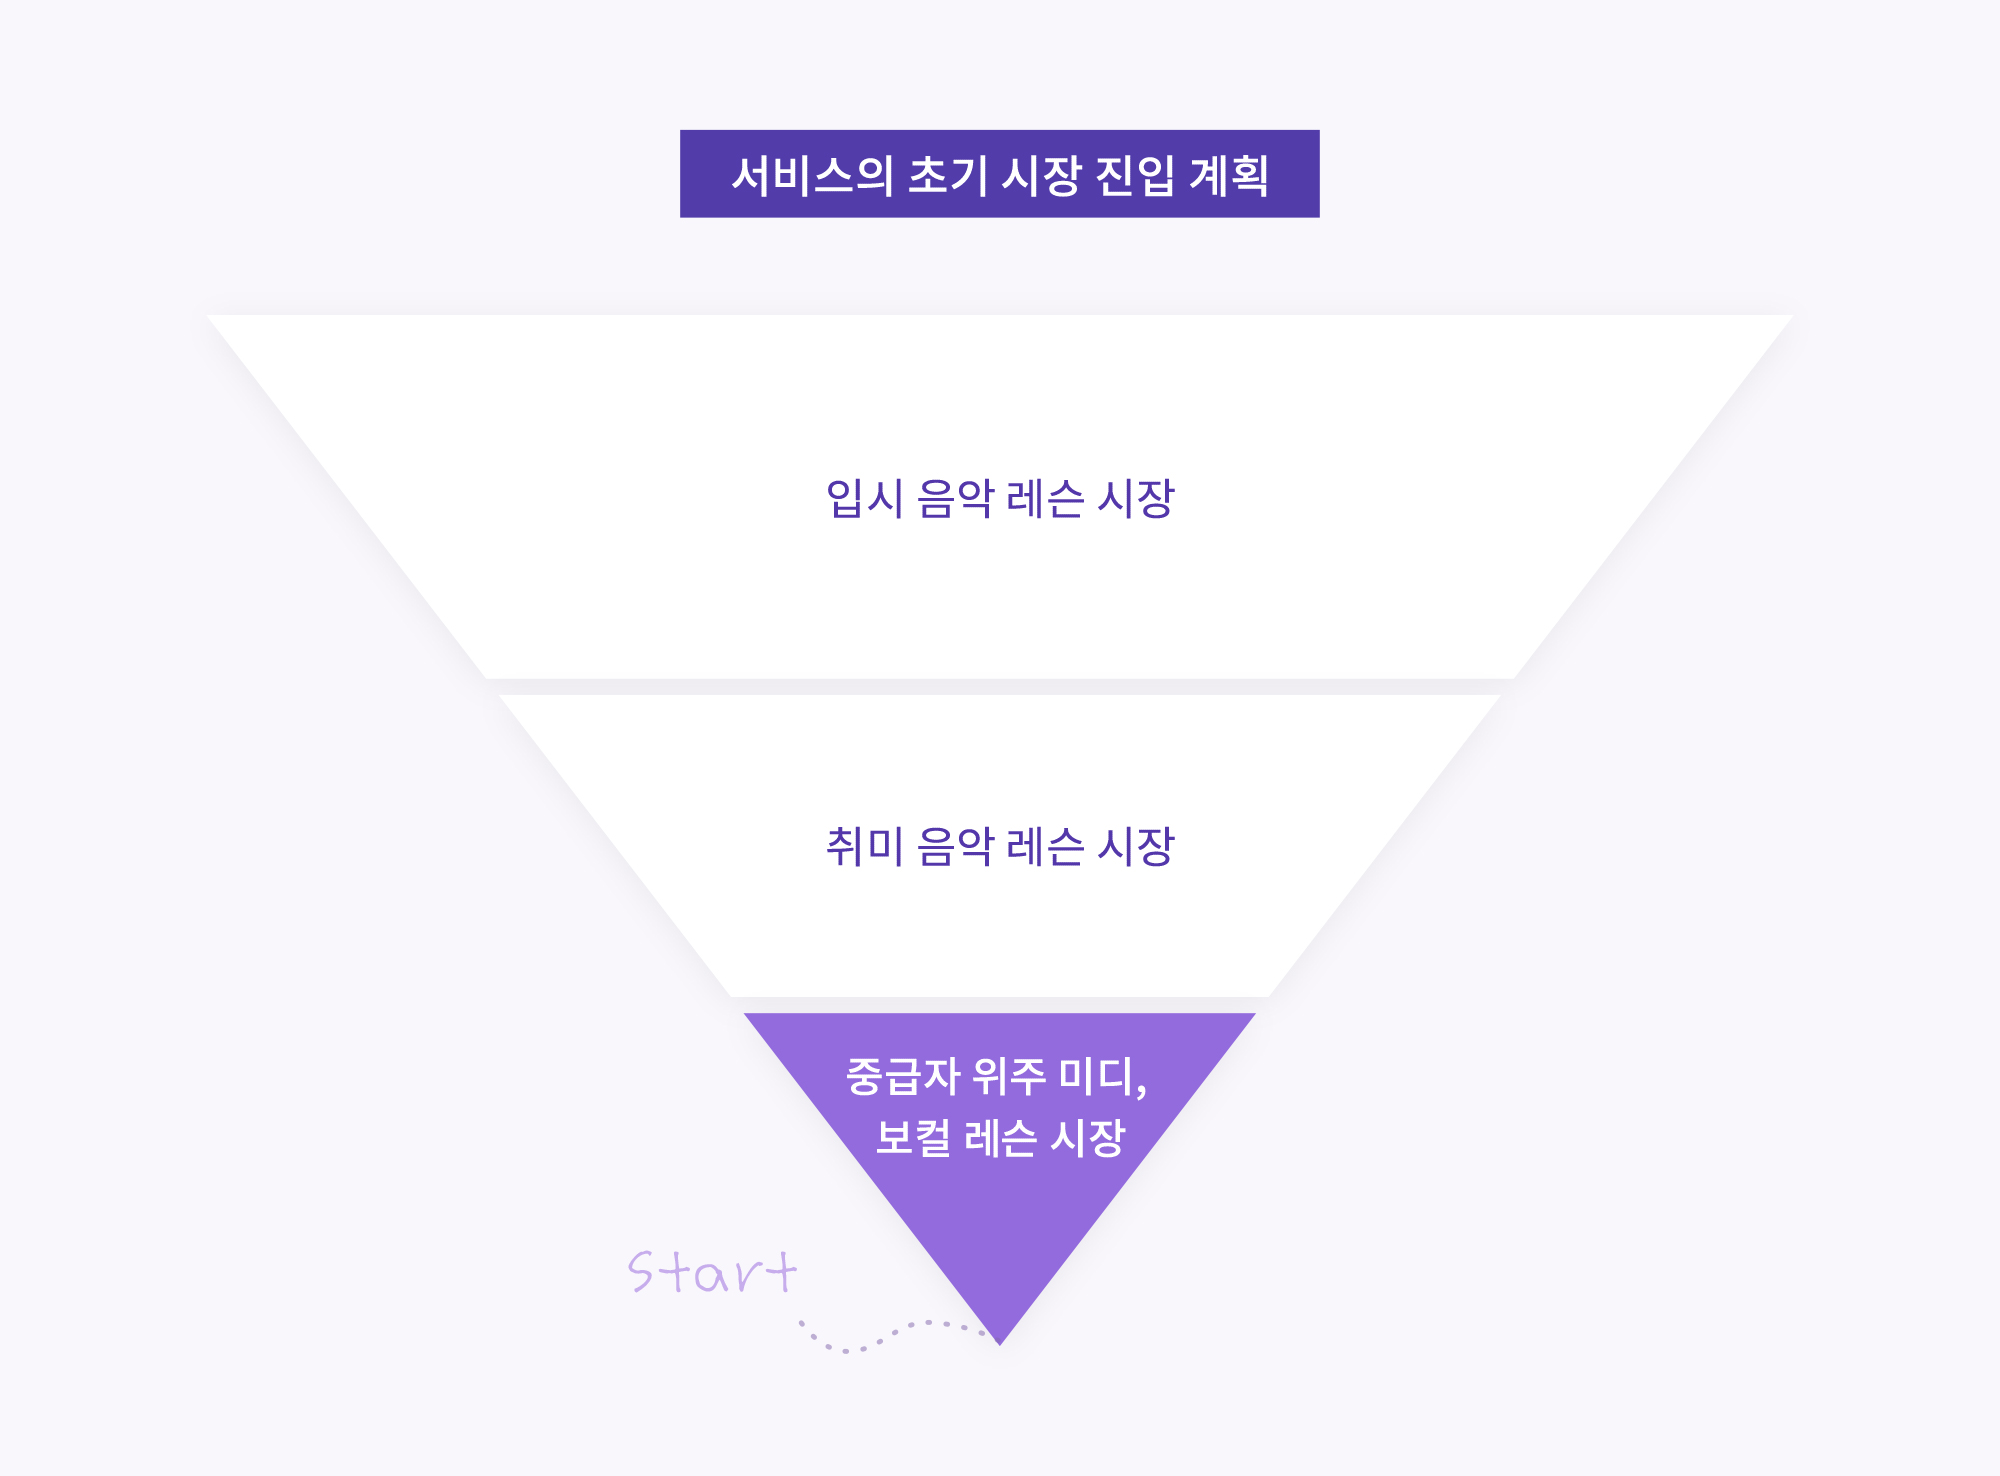 서비스의 초기 시장 진입 계획
입시 음악 레슨 시장
취미 음악 레슨 시장
중급자 위주 미디,
보컬 레슨 시장
start